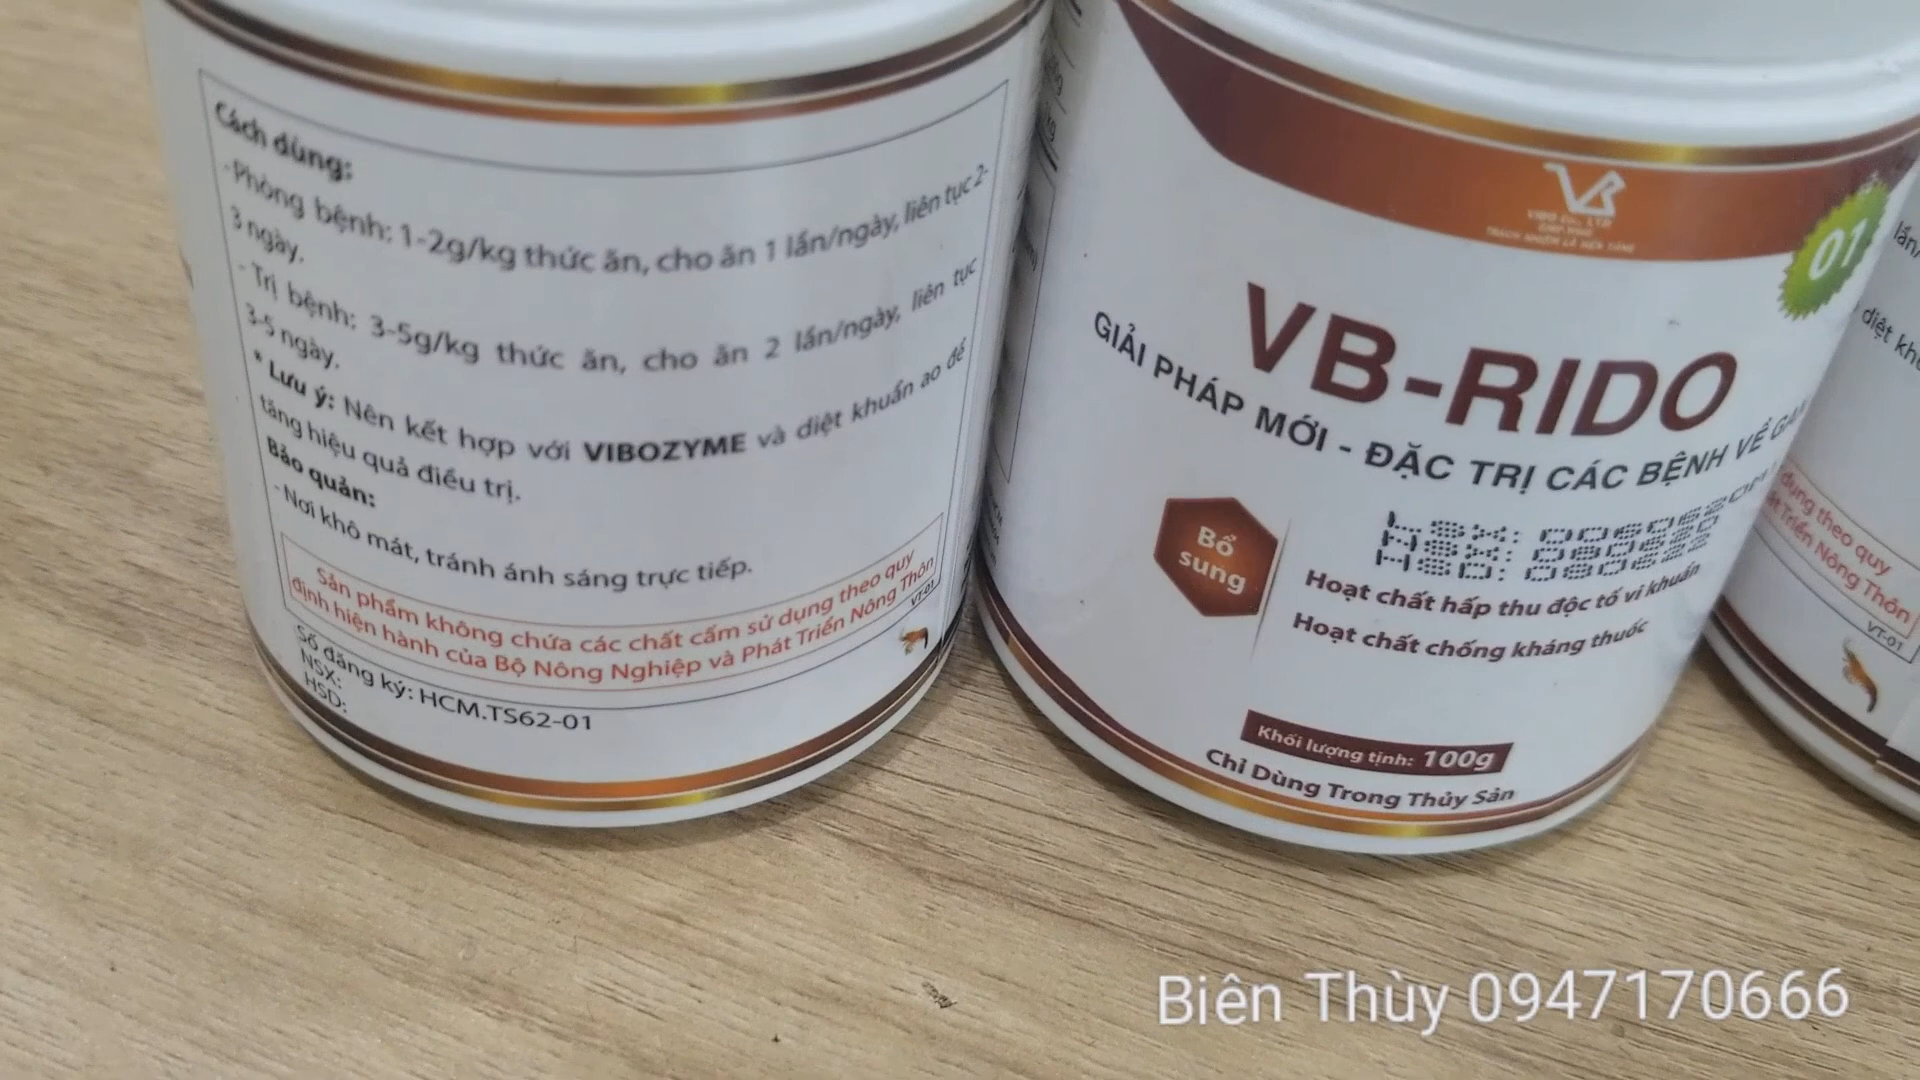 Cách dùng:
-Phòng bệnh: 1-2g/kg thức ăn, cho ăn 1 lần/ngày, liên tục 2-
3 ngày.
- Trị bệnh: 3-5g/kg thức ăn, cho ăn 2 lần/ngày, liên tục
3-5 ngày.
* Lưu ý: Nên kết hợp với VIBOZYME và diệt khuẩn ao để
tăng hiệu quả điều trị.
Bảo quản:
- Nơi khô mát, tránh ánh sáng trực tiếp.
Sản phẩm không chứa các chất cấm sử dụng theo quy
định hiện hành của Bộ Nông Nghiệp và Phát Triển Nông Thôn
VT-01
Số đăng ký: HCM.TS62-01
NSX:
HSD:
VB
TRÁCH NHIỆM LÀ NỀN TẢNG
01
VB-RIDO
GIẢI PHÁP MỚI - ĐẶC TRỊ CÁC BỆNH VỀ GAN
Bổ
sung
Hoạt chất hấp thu độc tố vi khuẩn
Hoạt chất chống kháng thuốc
Khối lượng tịnh: 100g
Chỉ Dùng Trong Thủy Sản
diệt
dụng theo quy
Triển Nông Thôn
VT-01
Biên Thùy 0947170666